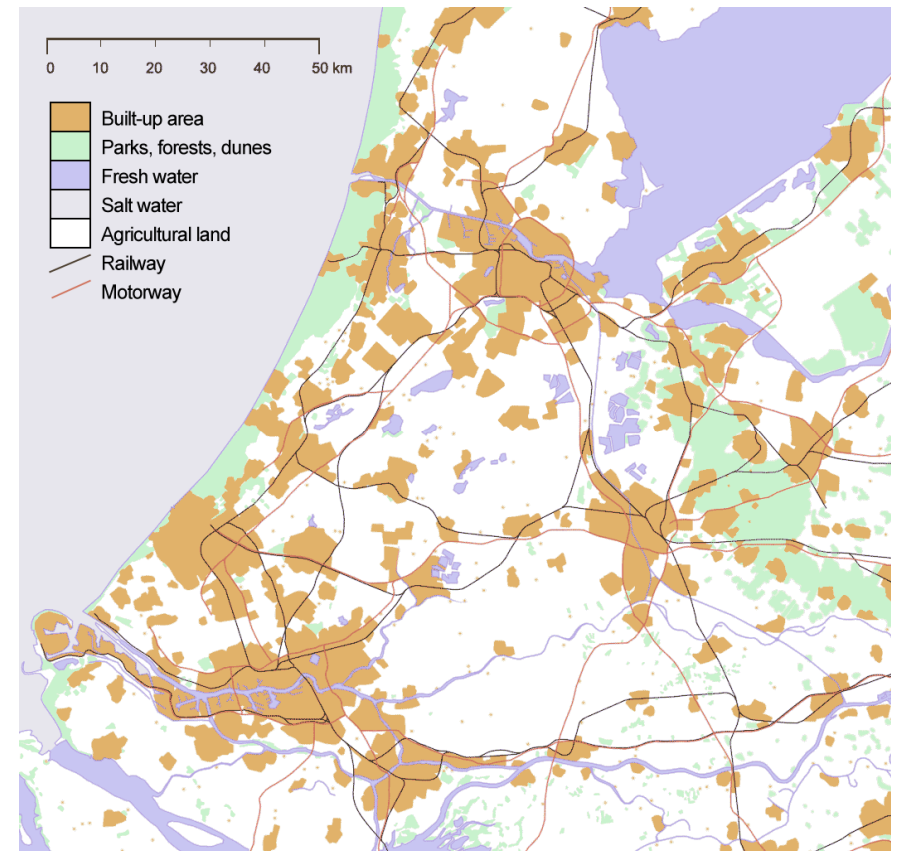 0 10 20 30 40 50 km
Built-up area
Parks, forests, dunes
Fresh water
Salt water
Agricultural land
Railway
Motorway